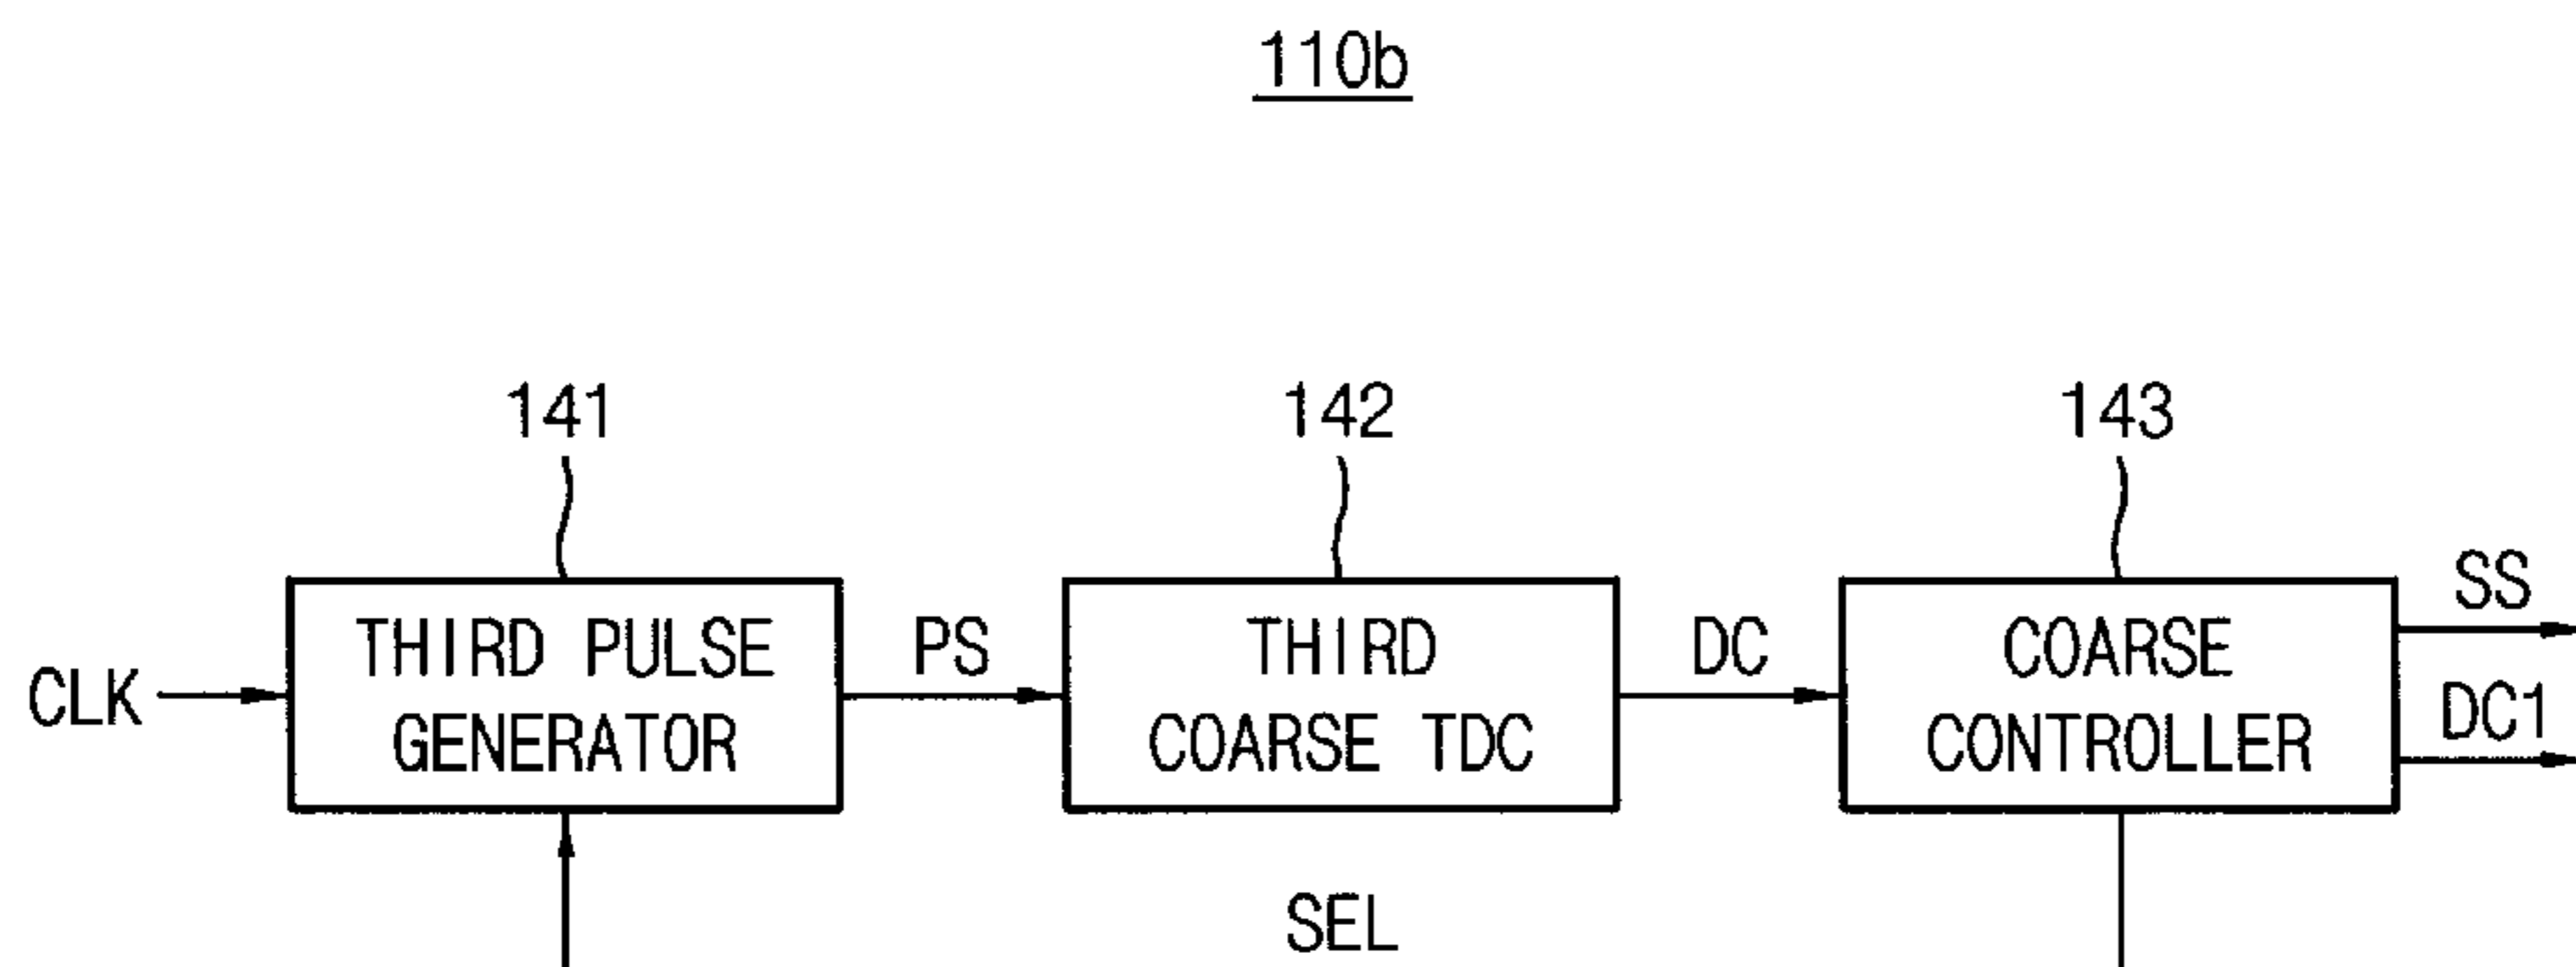 110b
141
142
143
CLK
THIRD PULSE
GENERATOR
PS
THIRD
COARSE TDC
DC
COARSE
CONTROLLER
SS
DC1
SEL